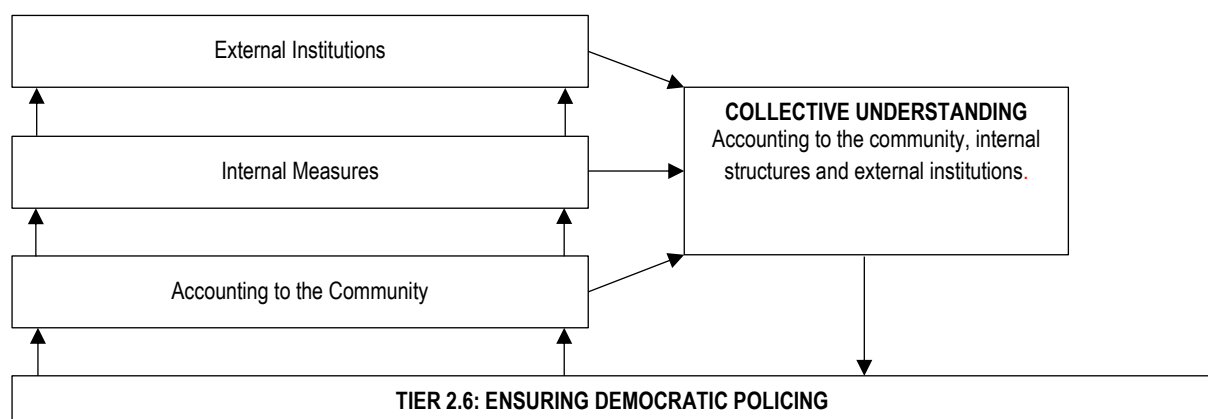 External Institutions
COLLECTIVE UNDERSTANDING
Accounting to the community, internal
structures and external institutions.
Internal Measures
Accounting to the Community
TIER 2.6: ENSURING DEMOCRATIC POLICING